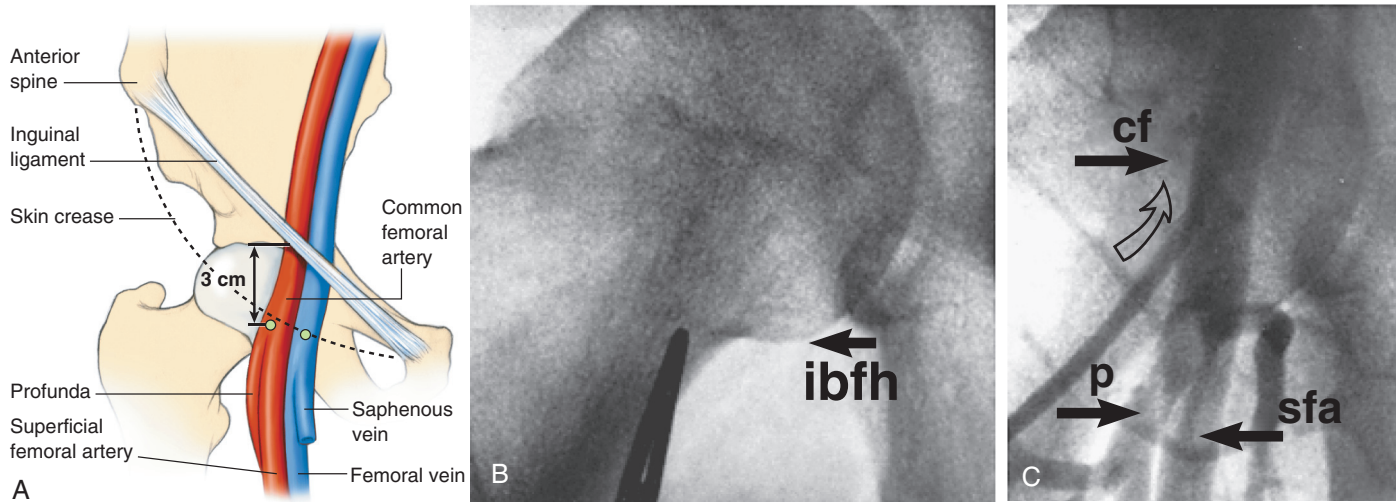 Anterior
spine
Inguinal
ligament
Skin crease
Common
femoral
artery
3 cm
Profunda
Superficial
femoral artery
Saphenous
vein
Femoral vein
A
ibfh
B
cf
p
sfa
C